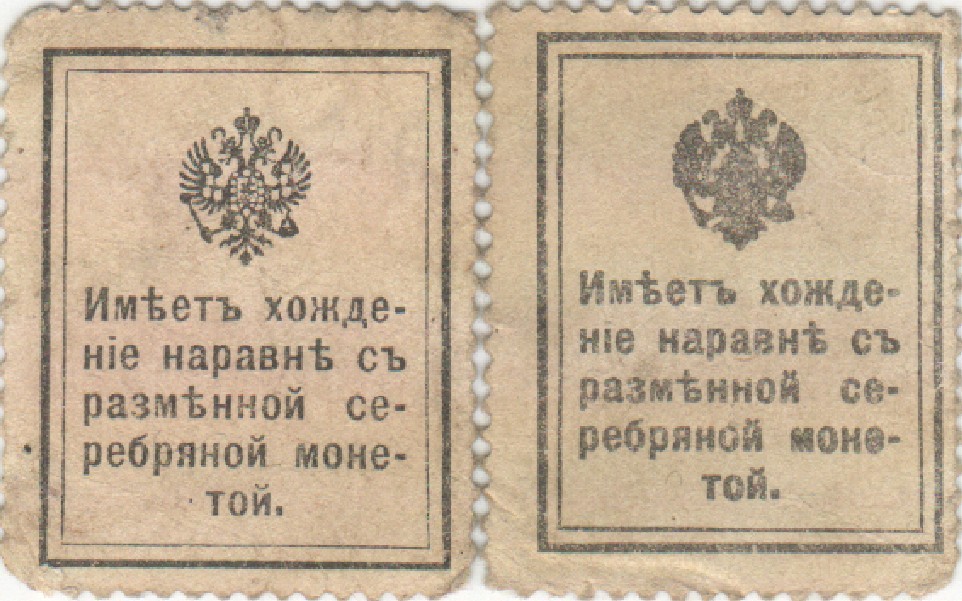 Имѣетъ хожде-
ніе наравнѣ съ
размѣнной се-
ребряной моне-
той.
Имѣетъ хожде-
ніе наравнѣ съ
размѣнной се-
ребряной моне-
той.